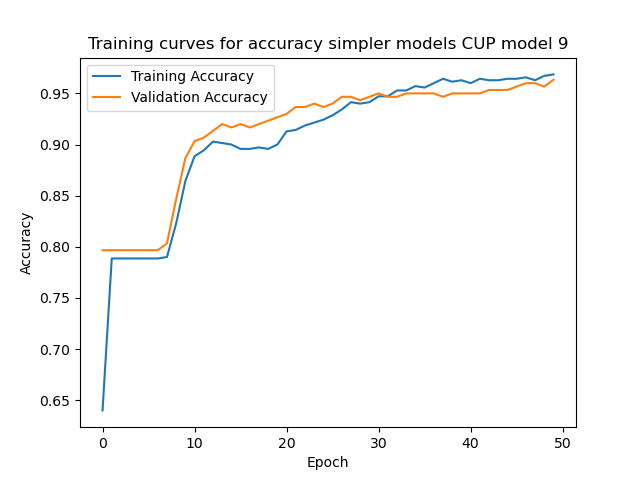 Training curves for accuracy simpler models CUP model 9
Training Accuracy
Validation Accuracy
Accuracy
0.95
0.90
0.85
0.80
0.75
0.70
0.65
0 10 20 30 40 50
Epoch